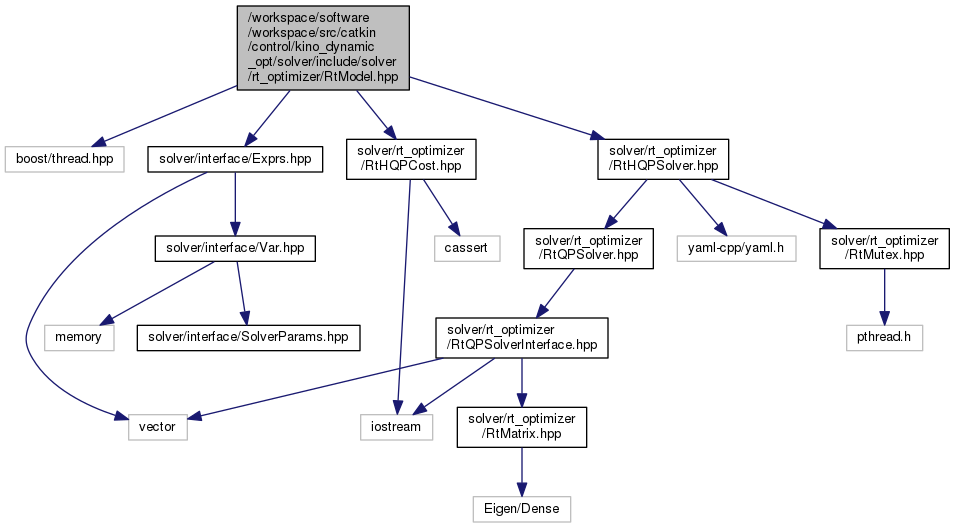 /workspace/software
/workspace/src/catkin
/control/kino_dynamic
_opt/solver/include/solver
/rt_optimizer/RtModel.hpp
boost/thread.hpp
solver/interface/Exprs.hpp
solver/rt_optimizer
/RtHQPCost.hpp
solver/rt_optimizer
/RtHQPSolver.hpp
solver/interface/Var.hpp
solver/rt_optimizer
/RtQPSolver.hpp
cassert
yaml-cpp/yaml.h
solver/rt_optimizer
/RtMutex.hpp
memory
solver/interface/SolverParams.hpp
solver/rt_optimizer
/RtQPSolverInterface.hpp
pthread.h
vector
iostream
solver/rt_optimizer
/RtMatrix.hpp
Eigen/Dense